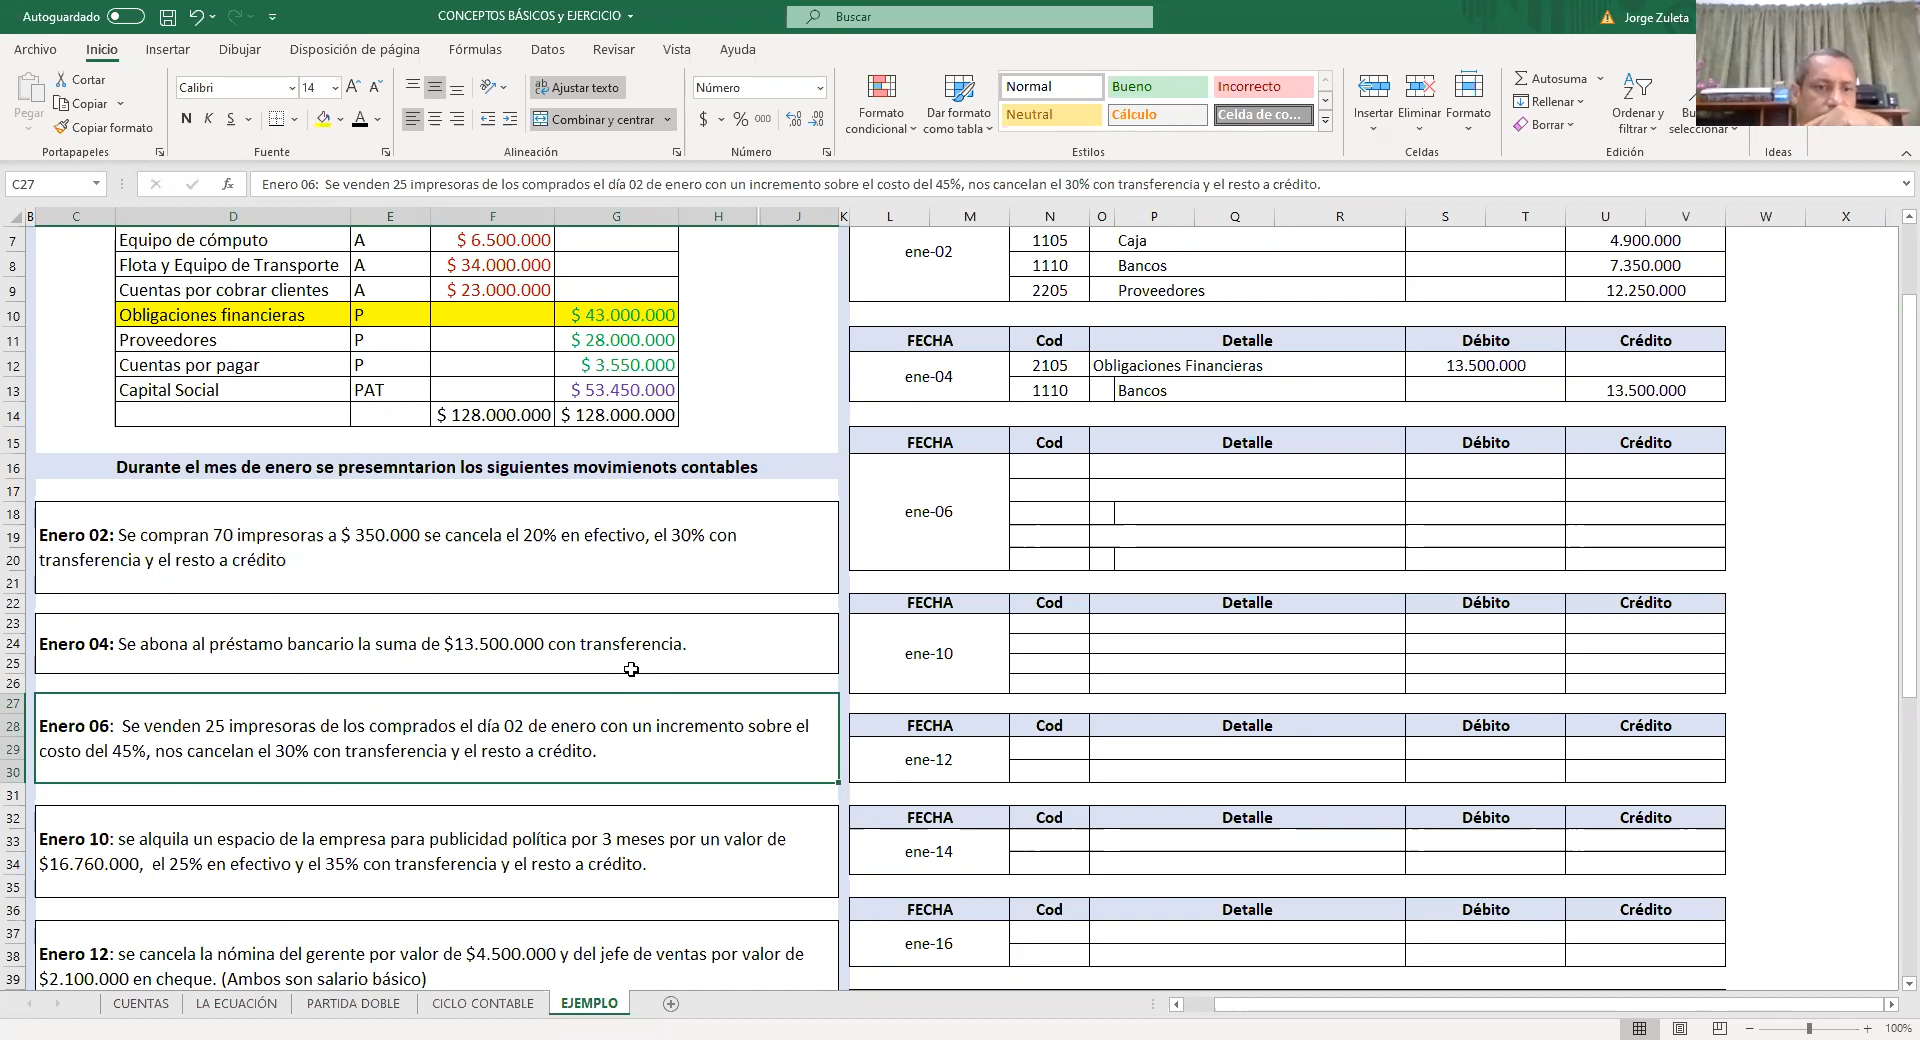 Autoguardado
CONCEPTOS BÁSICOS y EJERCICIO
Buscar
Jorge Zuleta
Archivo Inicio Insertar Dibujar Disposición de página Fórmulas Datos Revisar Vista Ayuda
Pegar
Cortar
Copiar
Copiar formato
Portapapeles
Calibri 14
N K S
Fuente
Ajustar texto
Combinar y centrar
Alineación
Número
$ % 000
Número
Formato condicional
Dar formato como tabla
Normal Bueno Incorrecto
Neutral Cálculo Celda de co...
Estilos
Insertar Eliminar Formato
Celdas
Autosuma
Rellenar
Borrar
Ordenar y filtrar
seleccionar
Edición
Ideas
C27
fx
Enero 06: Se venden 25 impresoras de los comprados el día 02 de enero con un incremento sobre el costo del 45%, nos cancelan el 30% con transferencia y el resto a crédito.
B C D E F G H J K L M N O P Q R S T U V W X
7 Equipo de cómputo A $ 6.500.000
8 Flota y Equipo de Transporte A $ 34.000.000
9 Cuentas por cobrar clientes A $ 23.000.000
10 Obligaciones financieras P $ 43.000.000
11 Proveedores P $ 28.000.000
12 Cuentas por pagar P $ 3.550.000
13 Capital Social PAT $ 53.450.000
14 $ 128.000.000 $ 128.000.000
15
16 Durante el mes de enero se presemntarion los siguientes movimienots contables
17
18
19 Enero 02: Se compran 70 impresoras a $ 350.000 se cancela el 20% en efectivo, el 30% con
20 transferencia y el resto a crédito
21
22
23
24 Enero 04: Se abona al préstamo bancario la suma de $13.500.000 con transferencia.
25
26
27
28 Enero 06: Se venden 25 impresoras de los comprados el día 02 de enero con un incremento sobre el
29 costo del 45%, nos cancelan el 30% con transferencia y el resto a crédito.
30
31
32
33 Enero 10: se alquila un espacio de la empresa para publicidad política por 3 meses por un valor de
34 $16.760.000, el 25% en efectivo y el 35% con transferencia y el resto a crédito.
35
36
37
38 Enero 12: se cancela la nómina del gerente por valor de $4.500.000 y del jefe de ventas por valor de
39 $2.100.000 en cheque. (Ambos son salario básico)
ene-02
1105 Caja 4.900.000
1110 Bancos 7.350.000
2205 Proveedores 12.250.000
FECHA Cod Detalle Débito Crédito
ene-04
2105 Obligaciones Financieras 13.500.000
1110 Bancos 13.500.000
FECHA Cod Detalle Débito Crédito
ene-06
FECHA Cod Detalle Débito Crédito
ene-10
FECHA Cod Detalle Débito Crédito
ene-12
FECHA Cod Detalle Débito Crédito
ene-14
FECHA Cod Detalle Débito Crédito
ene-16
CUENTAS LA ECUACIÓN PARTIDA DOBLE CICLO CONTABLE EJEMPLO
100%